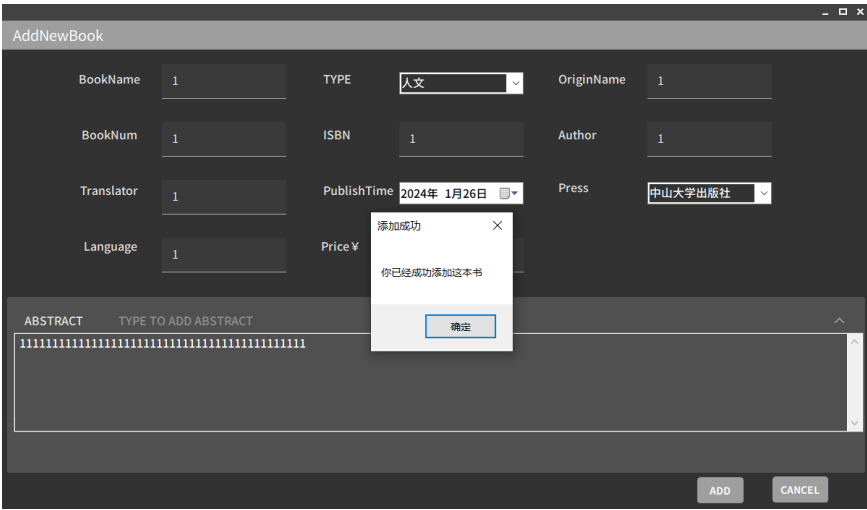 AddNewBook
BookName 1 TYPE 人文 OriginName 1
BookNum 1 ISBN 1 Author 1
Translator 1 PublishTime 2024年 1月26日 Press 中山大学出版社
Language 1 Price¥
添加成功
你已经成功添加这本书
确定
ABSTRACT TYPE TO ADD ABSTRACT
11111111111111111111111111111111111111111111
ADD CANCEL